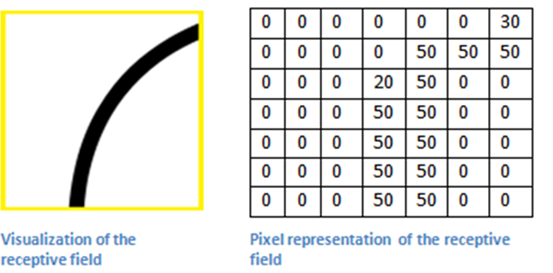 0 0 0 0 0 0 30
0 0 0 0 50 50 50
0 0 0 20 50 0 0
0 0 0 50 50 0 0
0 0 0 50 50 0 0
0 0 0 50 50 0 0
0 0 0 50 50 0 0
Visualization of the
receptive field
Pixel representation of the receptive
field